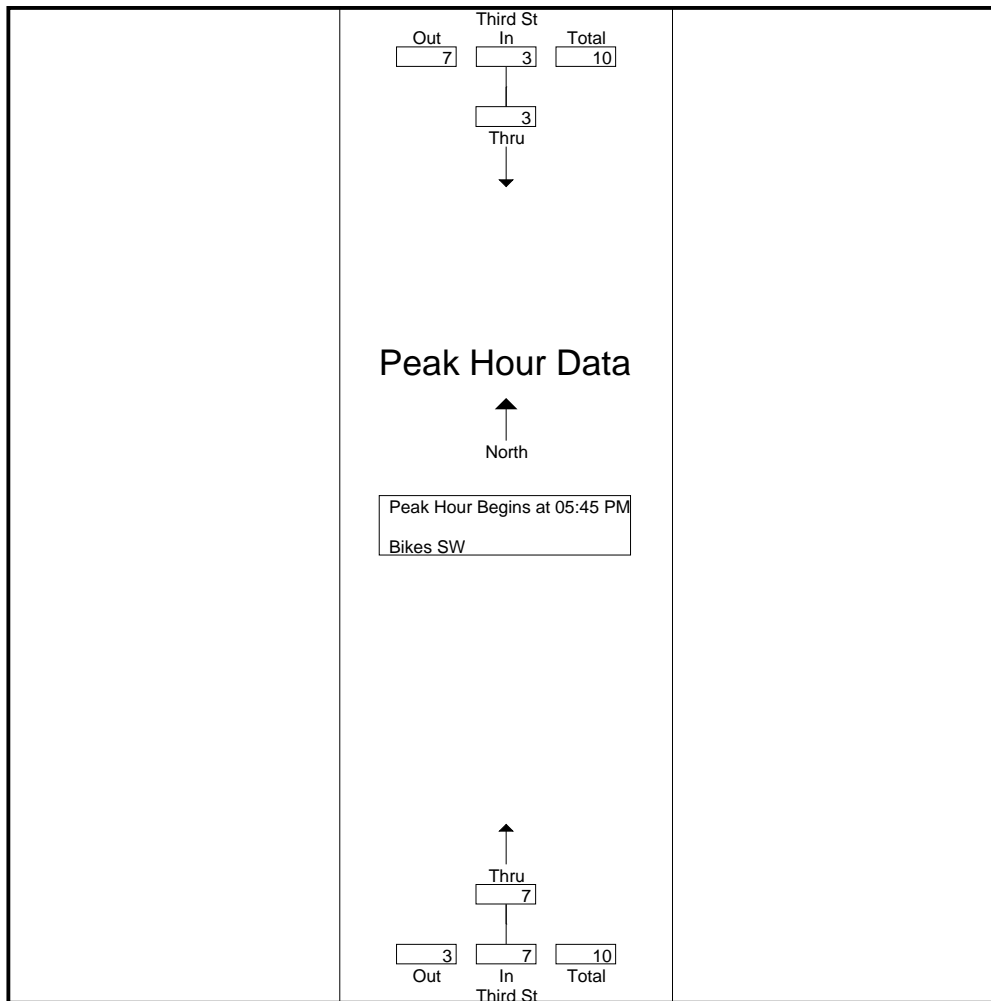 Third St
Out In Total
7 3 10
3
Thru
Peak Hour Data
North
Peak Hour Begins at 05:45 PM
Bikes SW
Thru
7
3 7 10
Out In Total
Third St